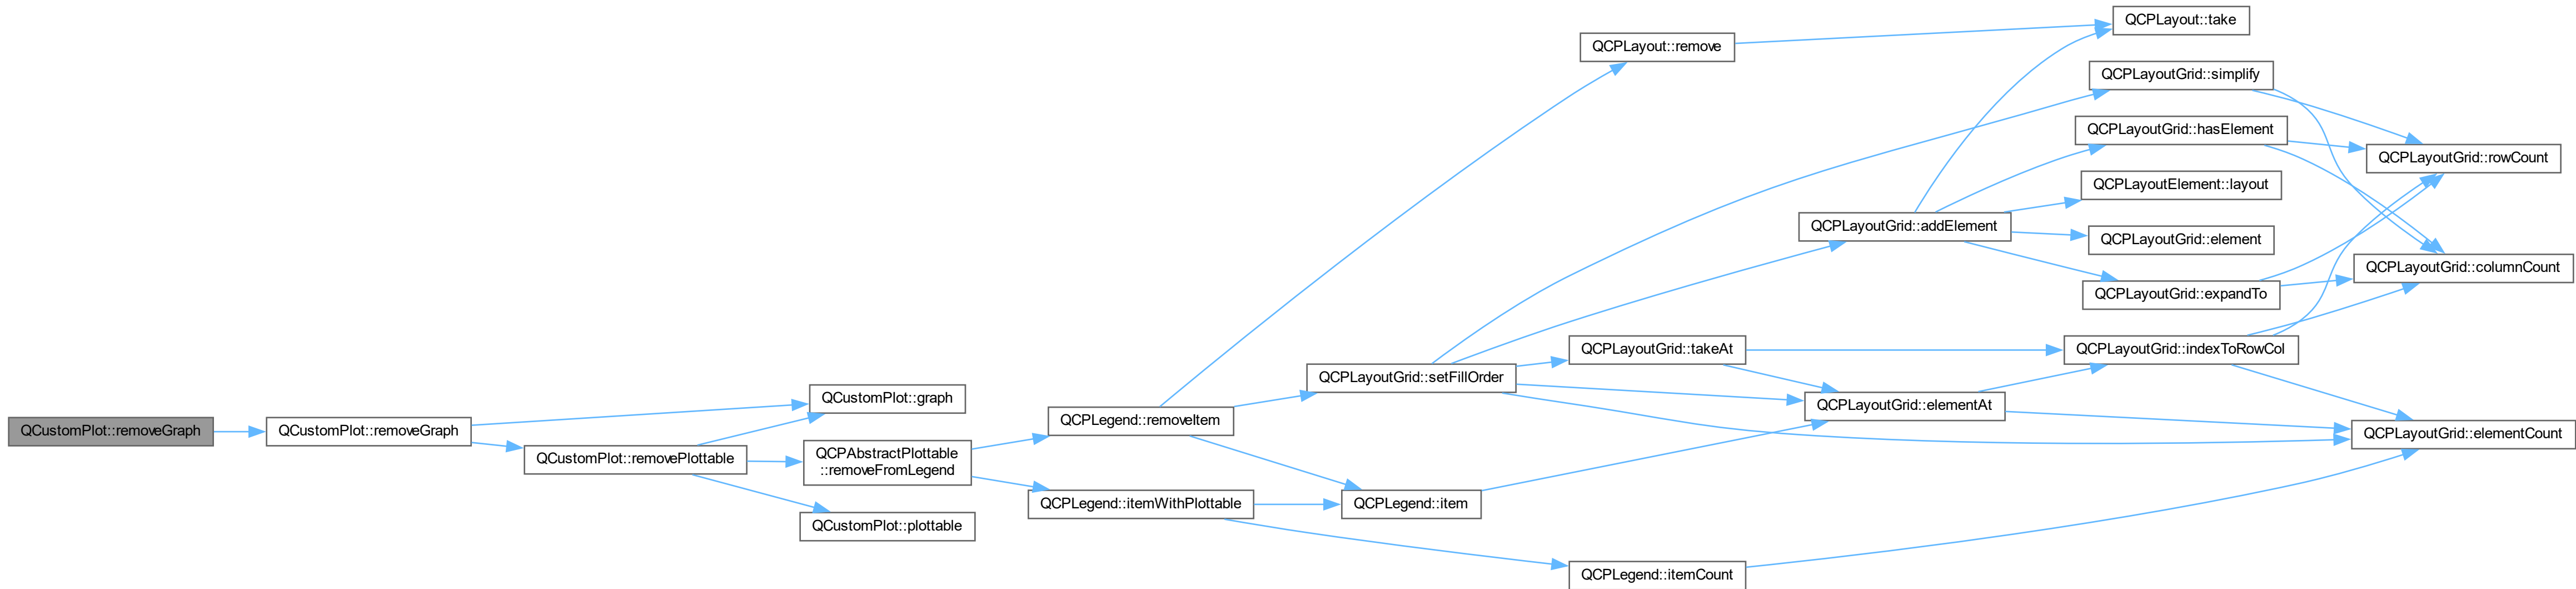 QCustomPlot::removeGraph
QCustomPlot::removeGraph
QCustomPlot::graph
QCustomPlot::removePlottable
QCPAbstractPlottable
::removeFromLegend
QCustomPlot::plottable
QCPLegend::removeItem
QCPLegend::itemWithPlottable
QCPLayout::remove
QCPLayoutGrid::setFillOrder
QCPLegend::item
QCPLayoutGrid::takeAt
QCPLegend::itemCount
QCPLayoutGrid::addElement
QCPLayoutGrid::elementAt
QCPLayout::take
QCPLayoutGrid::simplify
QCPLayoutGrid::hasElement
QCPLayoutElement::layout
QCPLayoutGrid::element
QCPLayoutGrid::expandTo
QCPLayoutGrid::indexToRowCol
QCPLayoutGrid::rowCount
QCPLayoutGrid::columnCount
QCPLayoutGrid::elementCount